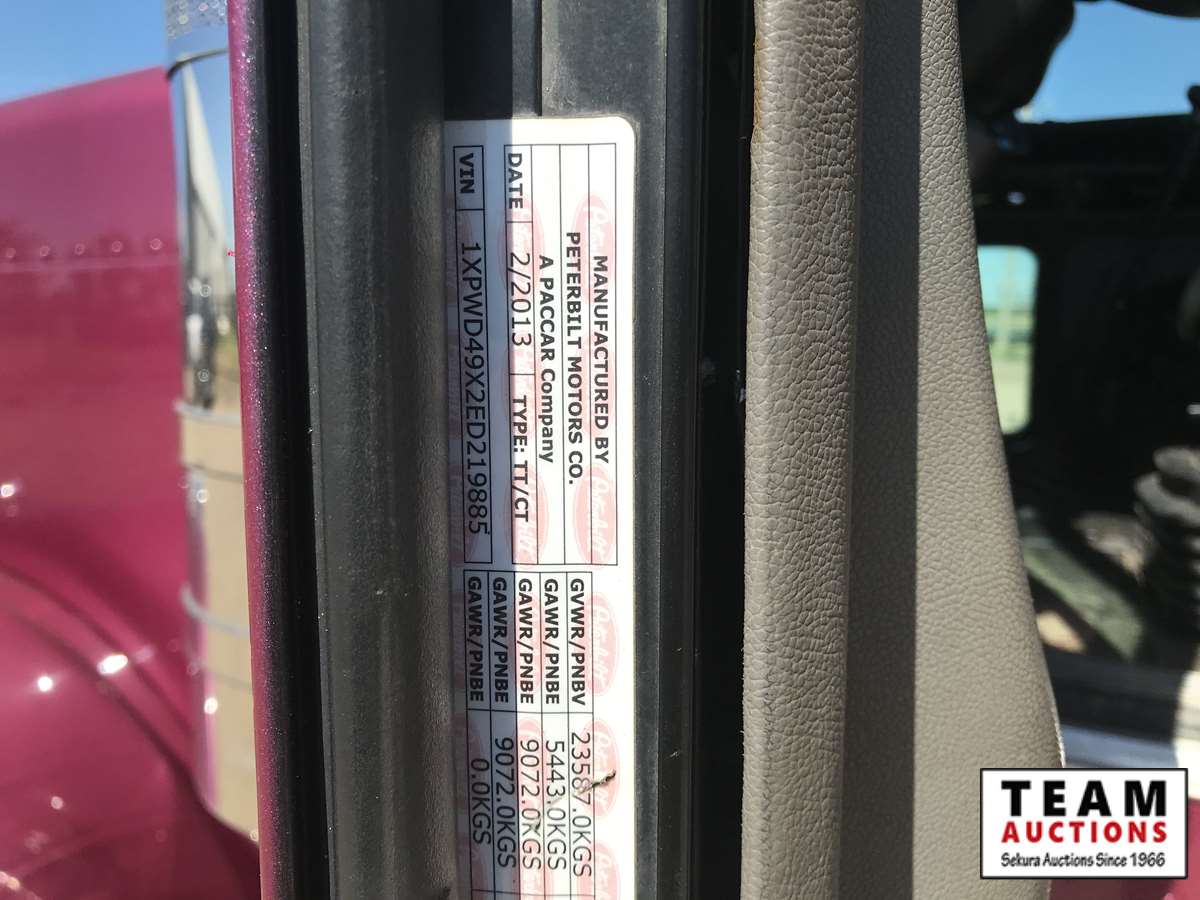 MANUFACTURED BY
PETERBILT MOTORS CO.
A PACCAR Company
DATE 2/2013 TYPE: TT/CT
VIN 1XPWD49X2ED219885
GVWR/PNBV 23587.0KGS
GAWR/PNBE 5443.0KGS
GAWR/PNBE 9072.0KGS
GAWR/PNBE 9072.0KGS
GAWR/PNBE 0.0KGS
TEAM
AUCTIONS
Sekura Auctions Since 1966